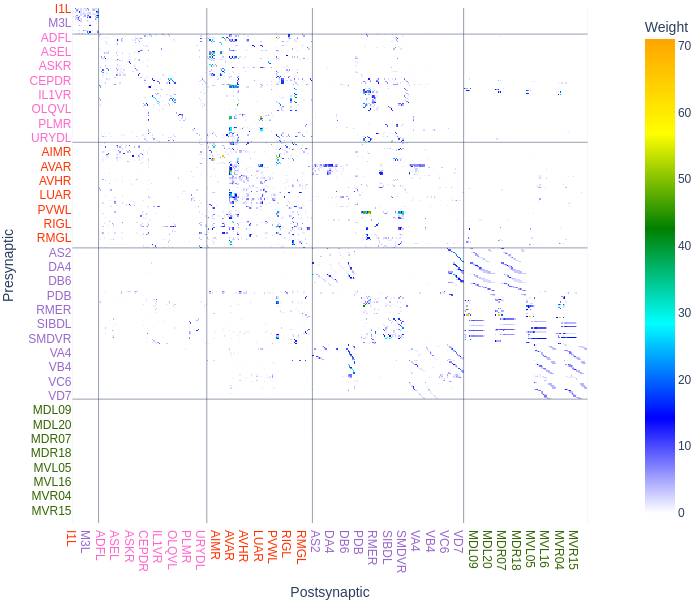 Weight
I1L
M3L
ADFL
ASEL
ASKR
CEPDR
IL1VR
OLQVL
PLMR
URYDL
AIMR
AVAR
AVHR
LUAR
PVWL
RIGL
RMGL
AS2
DA4
DB6
PDB
RMER
SIBDL
SMDVR
VA4
VB4
VC6
VD7
MDL09
MDL20
MDR07
MDR18
MVL05
MVL16
MVR04
MVR15
Presynaptic
70
60
50
40
30
20
10
0
I1L
M3L
ADFL
ASEL
ASKR
CEPDR
IL1VR
OLQVL
PLMR
URYDL
AIMR
AVAR
AVHR
LUAR
PVWL
RIGL
RMGL
AS2
DA4
DB6
PDB
RMER
SIBDL
SMDVR
VA4
VB4
VC6
VD7
MDL09
MDL20
MDR07
MDR18
MVL05
MVL16
MVR04
MVR15
Postsynaptic